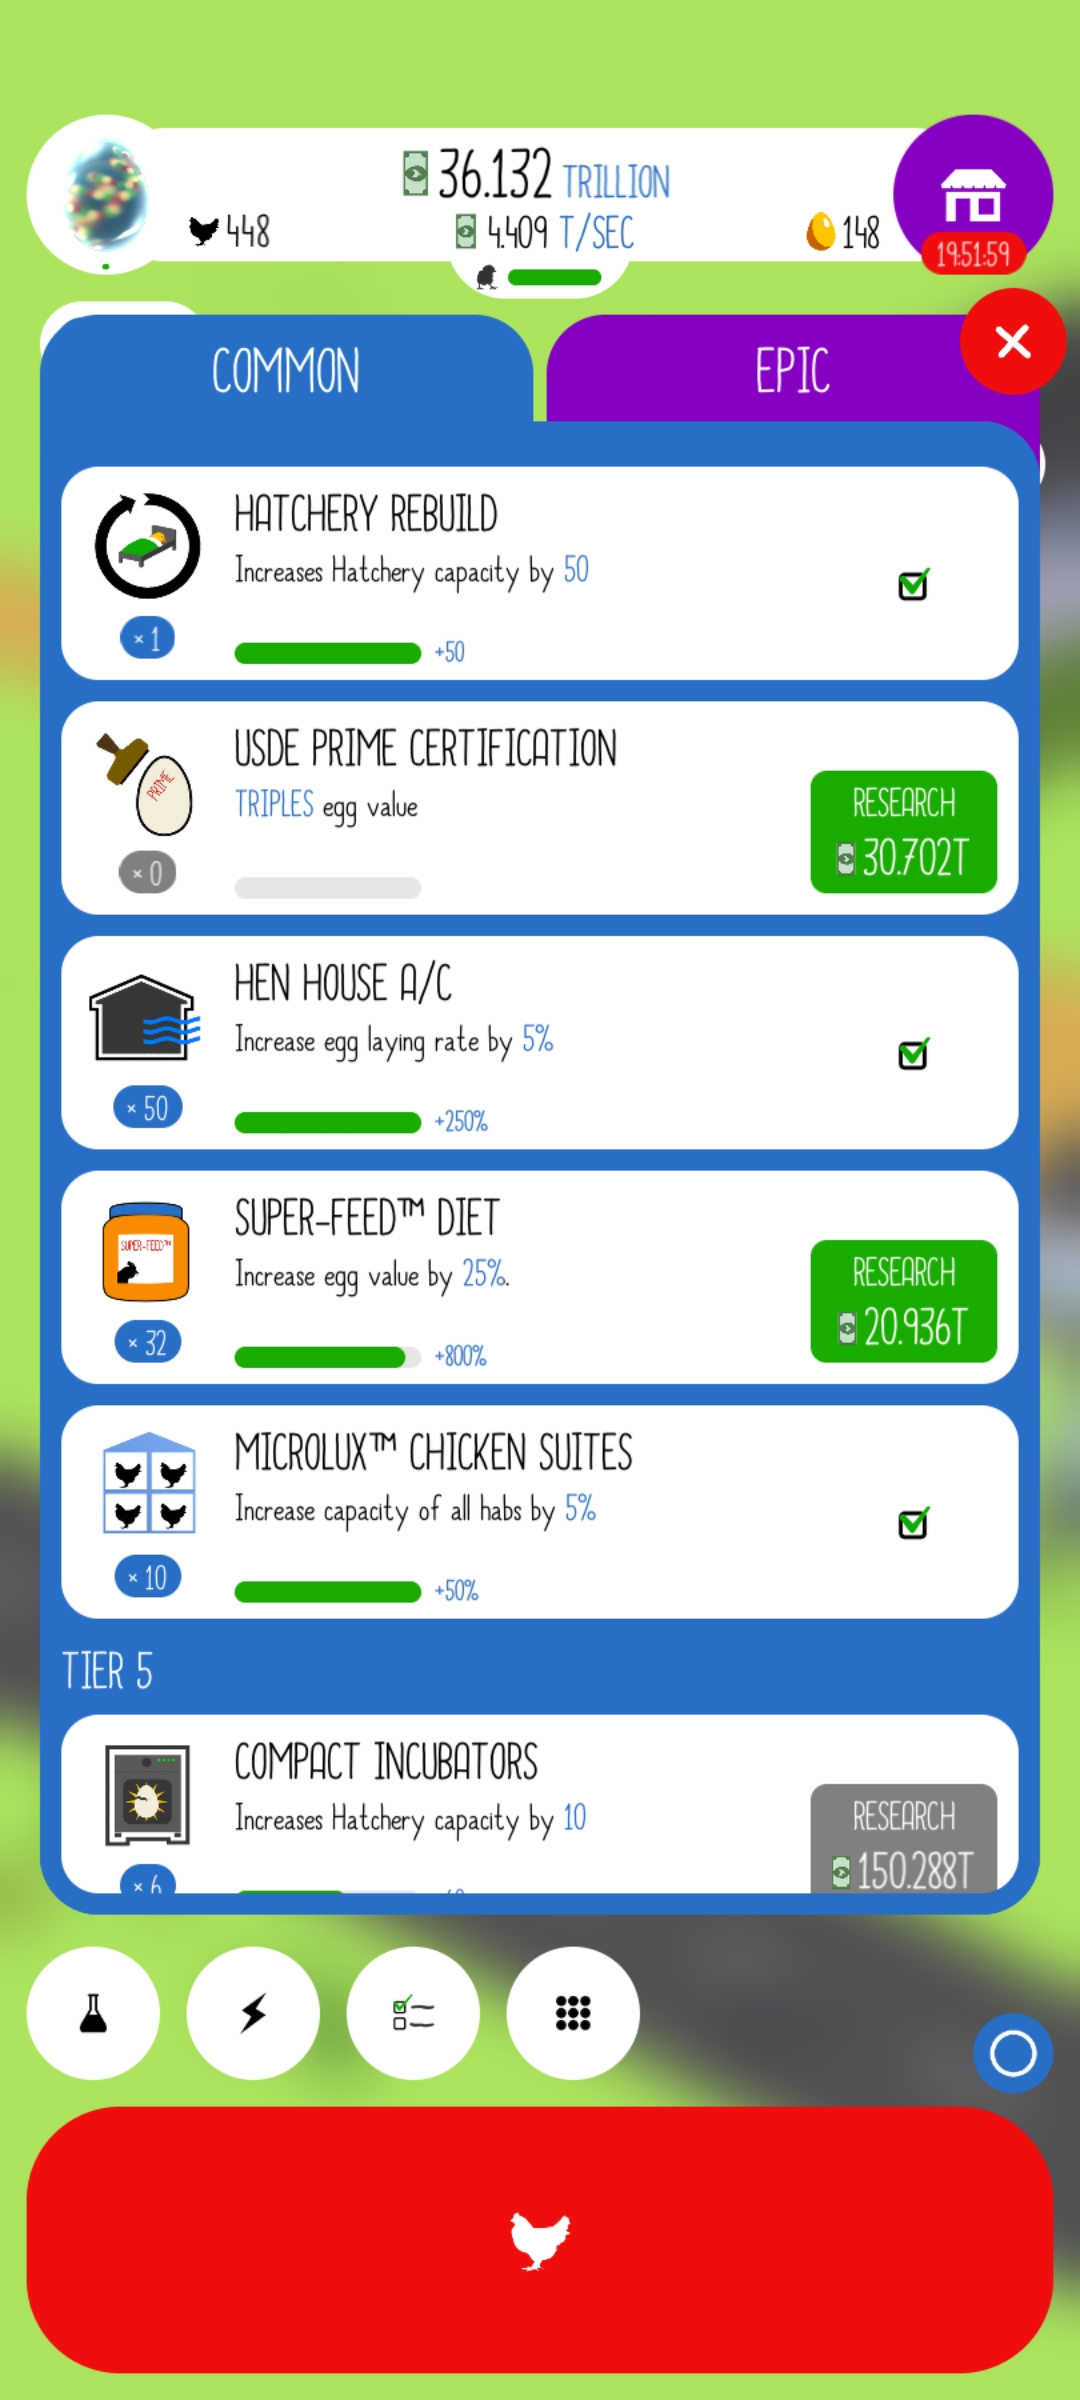 36.132 TRILLION
448
4.409 T/SEC
148
19:51:59
COMMON
EPIC
HATCHERY REBUILD
Increases Hatchery capacity by 50
× 1
+50
USDE PRIME CERTIFICATION
TRIPLES egg value
PRIME
× 0
RESEARCH
30.702T
HEN HOUSE A/C
Increase egg laying rate by 5%
× 50
+250%
SUPER-FEED™ DIET
Increase egg value by 25%.
SUPER-FEED™
× 32
+800%
RESEARCH
20.936T
MICROLUX™ CHICKEN SUITES
Increase capacity of all habs by 5%
× 10
+50%
TIER 5
COMPACT INCUBATORS
Increases Hatchery capacity by 10
× 6
RESEARCH
150.288T